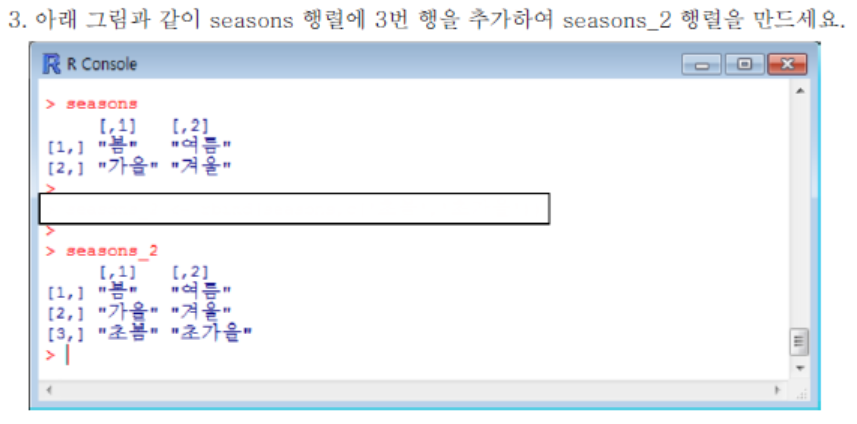 3. 아래 그림과 같이 seasons 행렬에 3번 행을 추가하여 seasons_2 행렬을 만드세요.
R R Console
> seasons
[,1] [,2]
[1,] "봄" "여름"
[2,] "가을" "겨울"
>
>
> seasons_2
[,1] [,2]
[1,] "봄" "여름"
[2,] "가을" "겨울"
[3,] "초봄" "초가을"
>